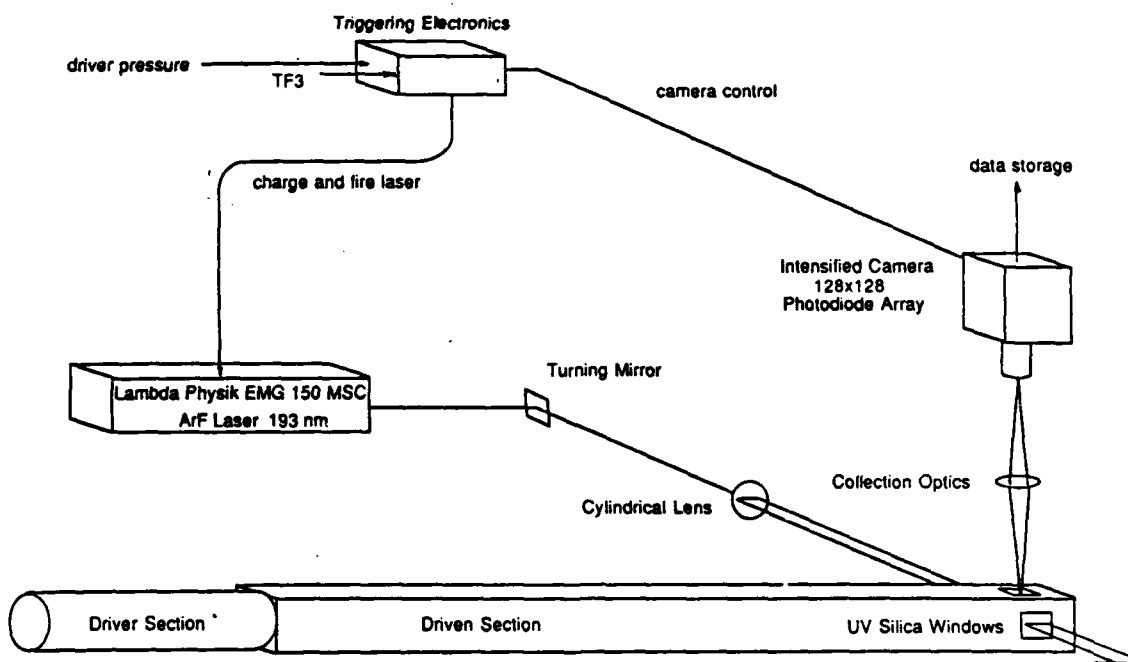 Triggering Electronics
driver pressure
TF3
camera control
charge and fire laser
data storage
Intensified Camera
128x128
Photodiode Array
Turning Mirror
Lambda Physik EMG 150 MSC
ArF Laser 193 nm
Collection Optics
Cylindrical Lens
Driver Section
Driven Section
UV Silica Windows